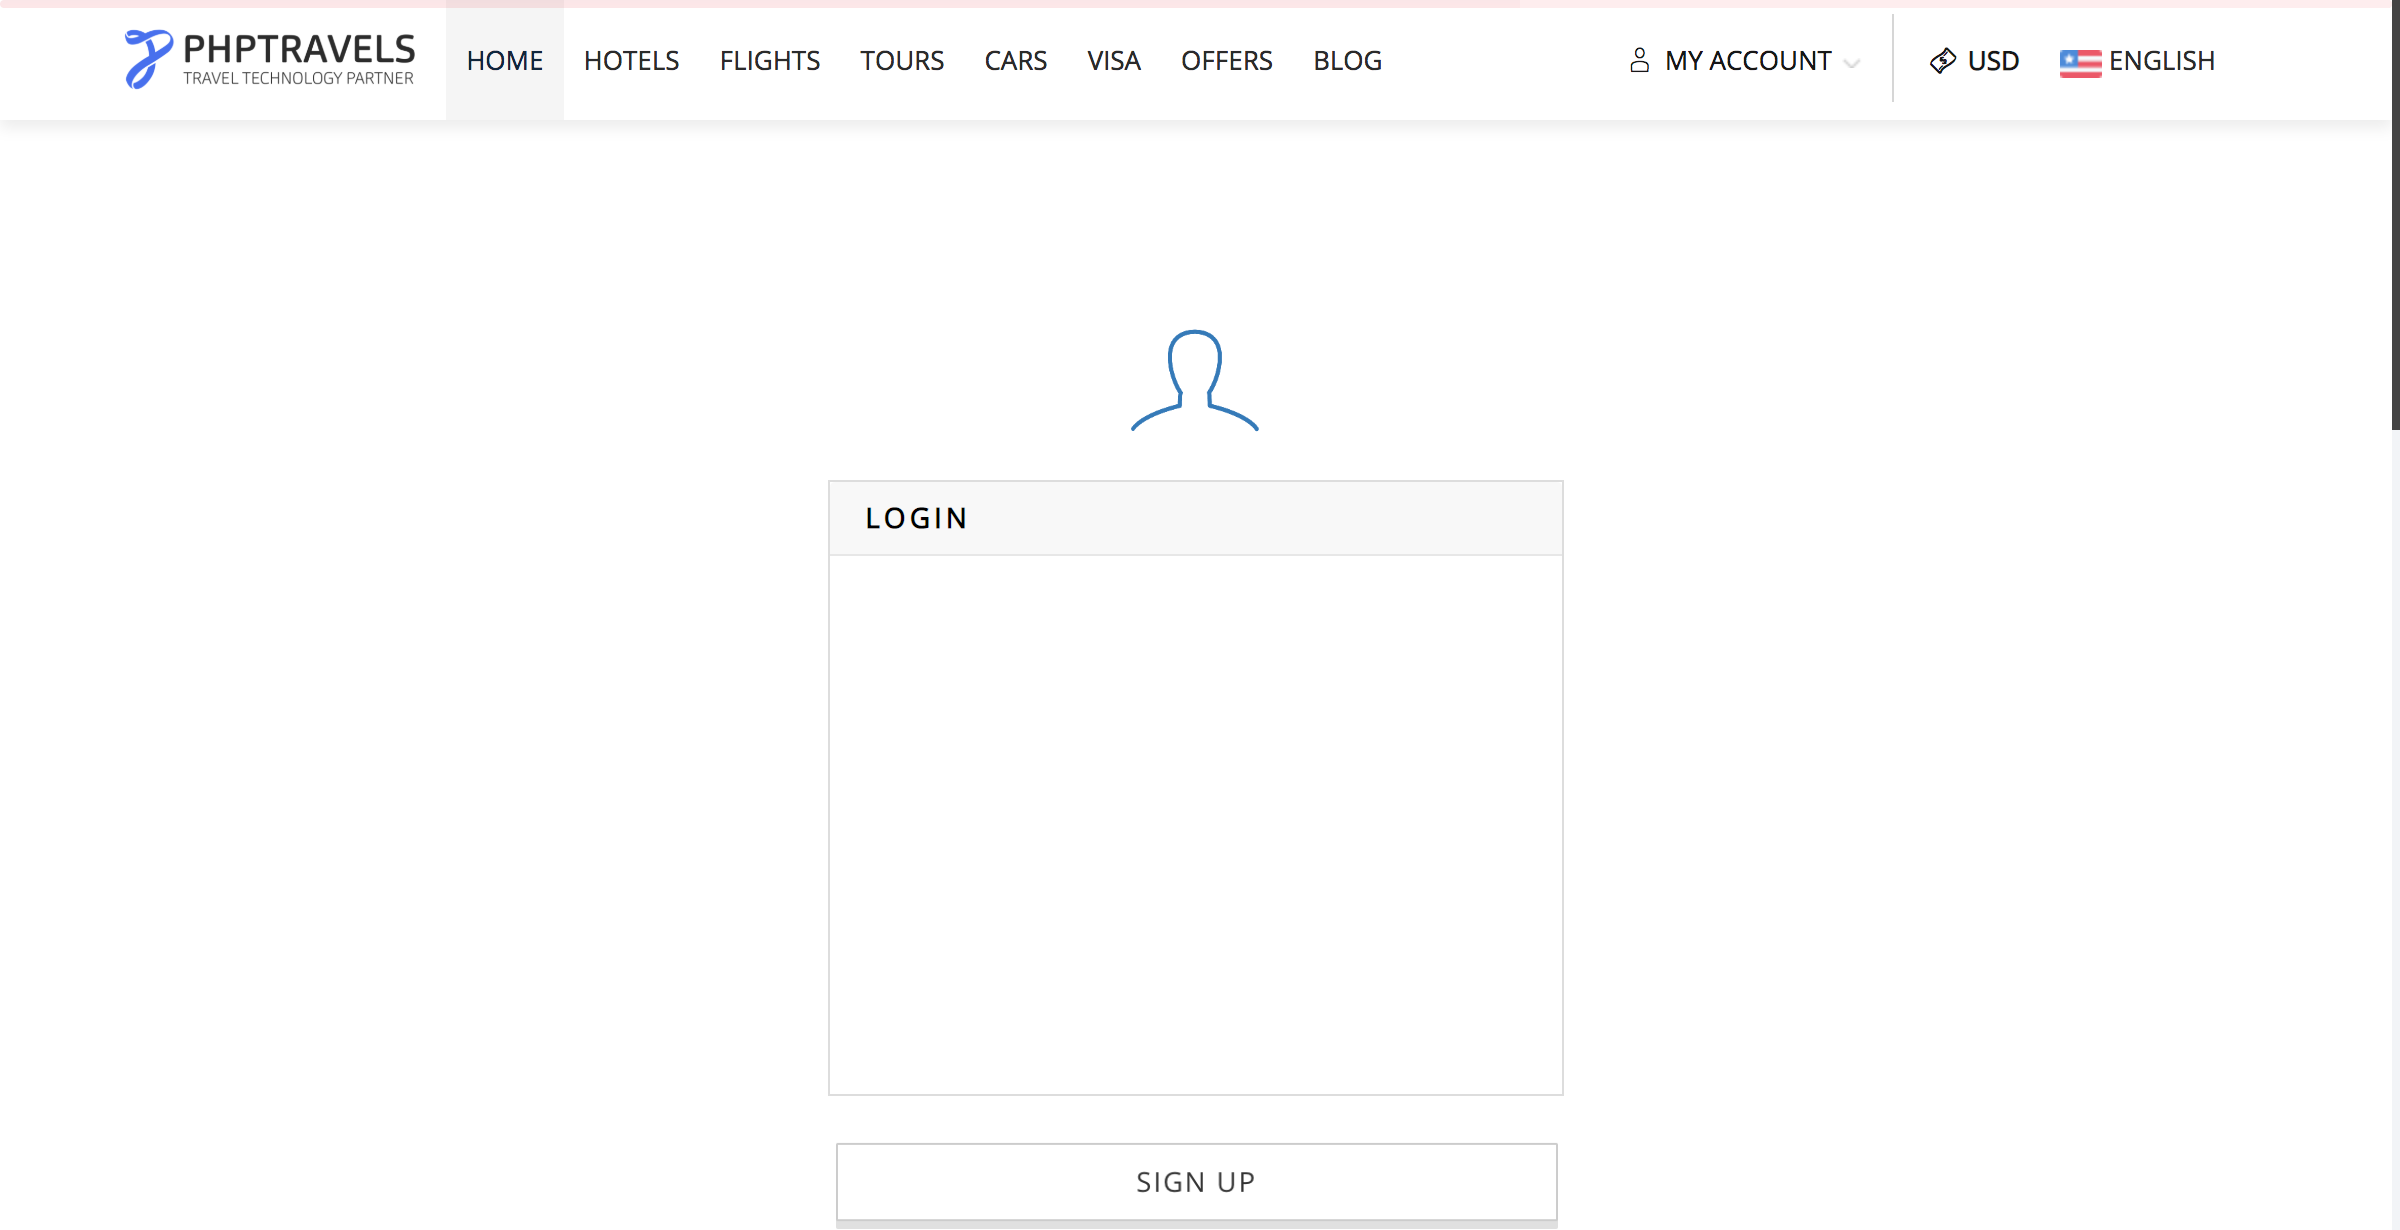 PHPTRAVELS
TRAVEL TECHNOLOGY PARTNER
HOME HOTELS FLIGHTS TOURS CARS VISA OFFERS BLOG MY ACCOUNT USD ENGLISH
LOGIN
SIGN UP